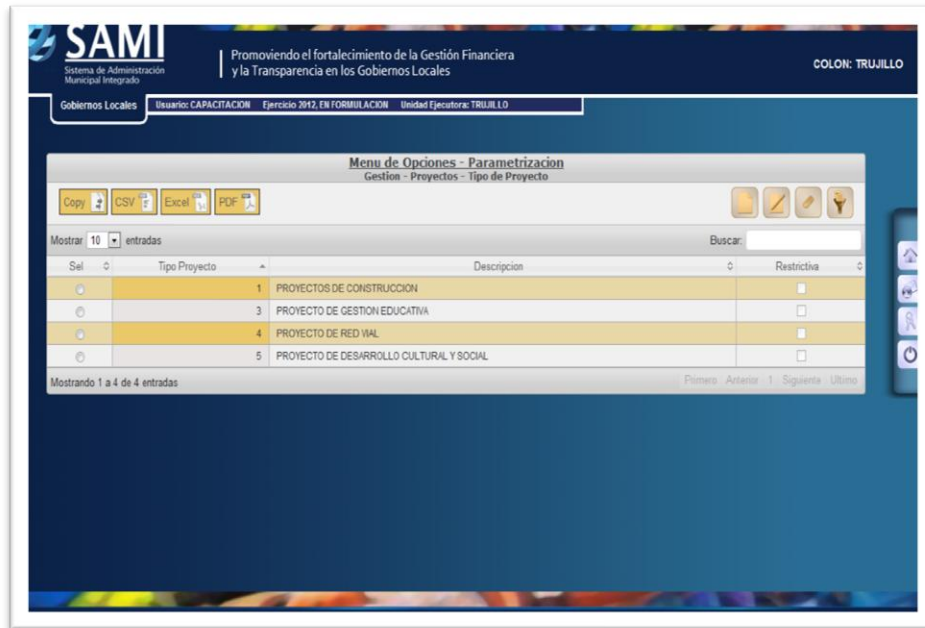 SAMI
Sistema de Administración
Municipal Integrado
Promoviendo el fortalecimiento de la Gestión Financiera
y la Transparencia en los Gobiernos Locales
COLON: TRUJILLO
Gobiernos Locales Usuario: CAPACITACION Ejercicio 2012, EN FORMULACION Unidad Ejecutora: TRUJILLO
Menu de Opciones - Parametrizacion
Gestion - Proyectos - Tipo de Proyecto
Copy CSV Excel PDF
Mostrar 10 entradas Buscar:
Sel Tipo Proyecto Descripcion Restrictiva
1 PROYECTOS DE CONSTRUCCION
3 PROYECTO DE GESTION EDUCATIVA
4 PROYECTO DE RED VIAL
5 PROYECTO DE DESARROLLO CULTURAL Y SOCIAL
Mostrando 1 a 4 de 4 entradas Primero Anterior 1 Siguiente Ultimo